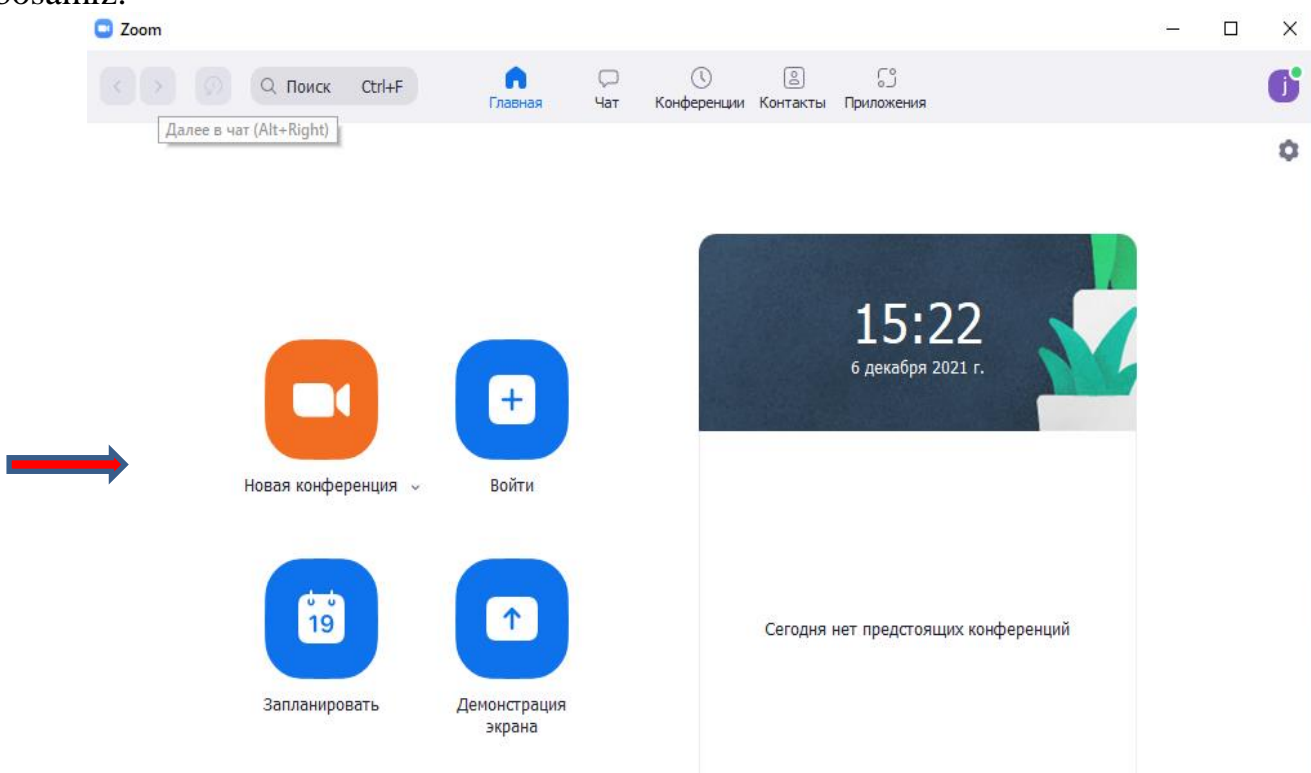 bosamiz.
Zoom
Поиск Ctrl+F
Главная
Чат
Конференции
Контакты
Приложения
j
Далее в чат (Alt+Right)
15:22
6 декабря 2021 г.
Новая конференция
Войти
19
Запланировать
Демонстрация
экрана
Сегодня нет предстоящих конференций